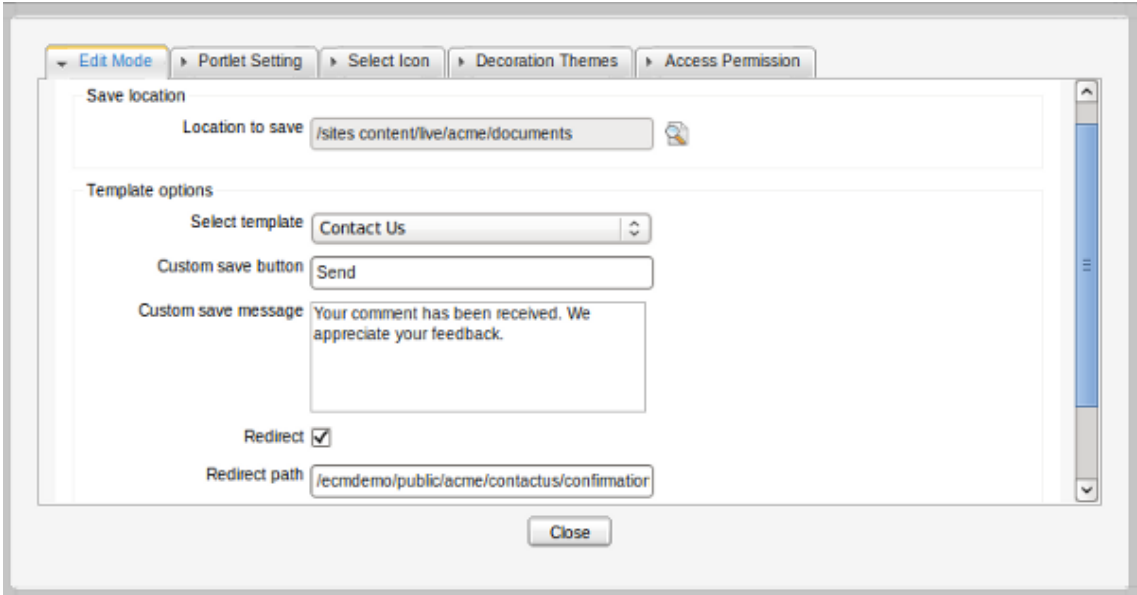 Edit Mode Portlet Setting Select Icon Decoration Themes Access Permission
Save location
Location to save /sites content/live/acme/documents
Template options
Select template Contact Us
Custom save button Send
Custom save message Your comment has been received. We
appreciate your feedback.
Redirect
Redirect path /ecmdemo/public/acme/contactus/confirmation
Close